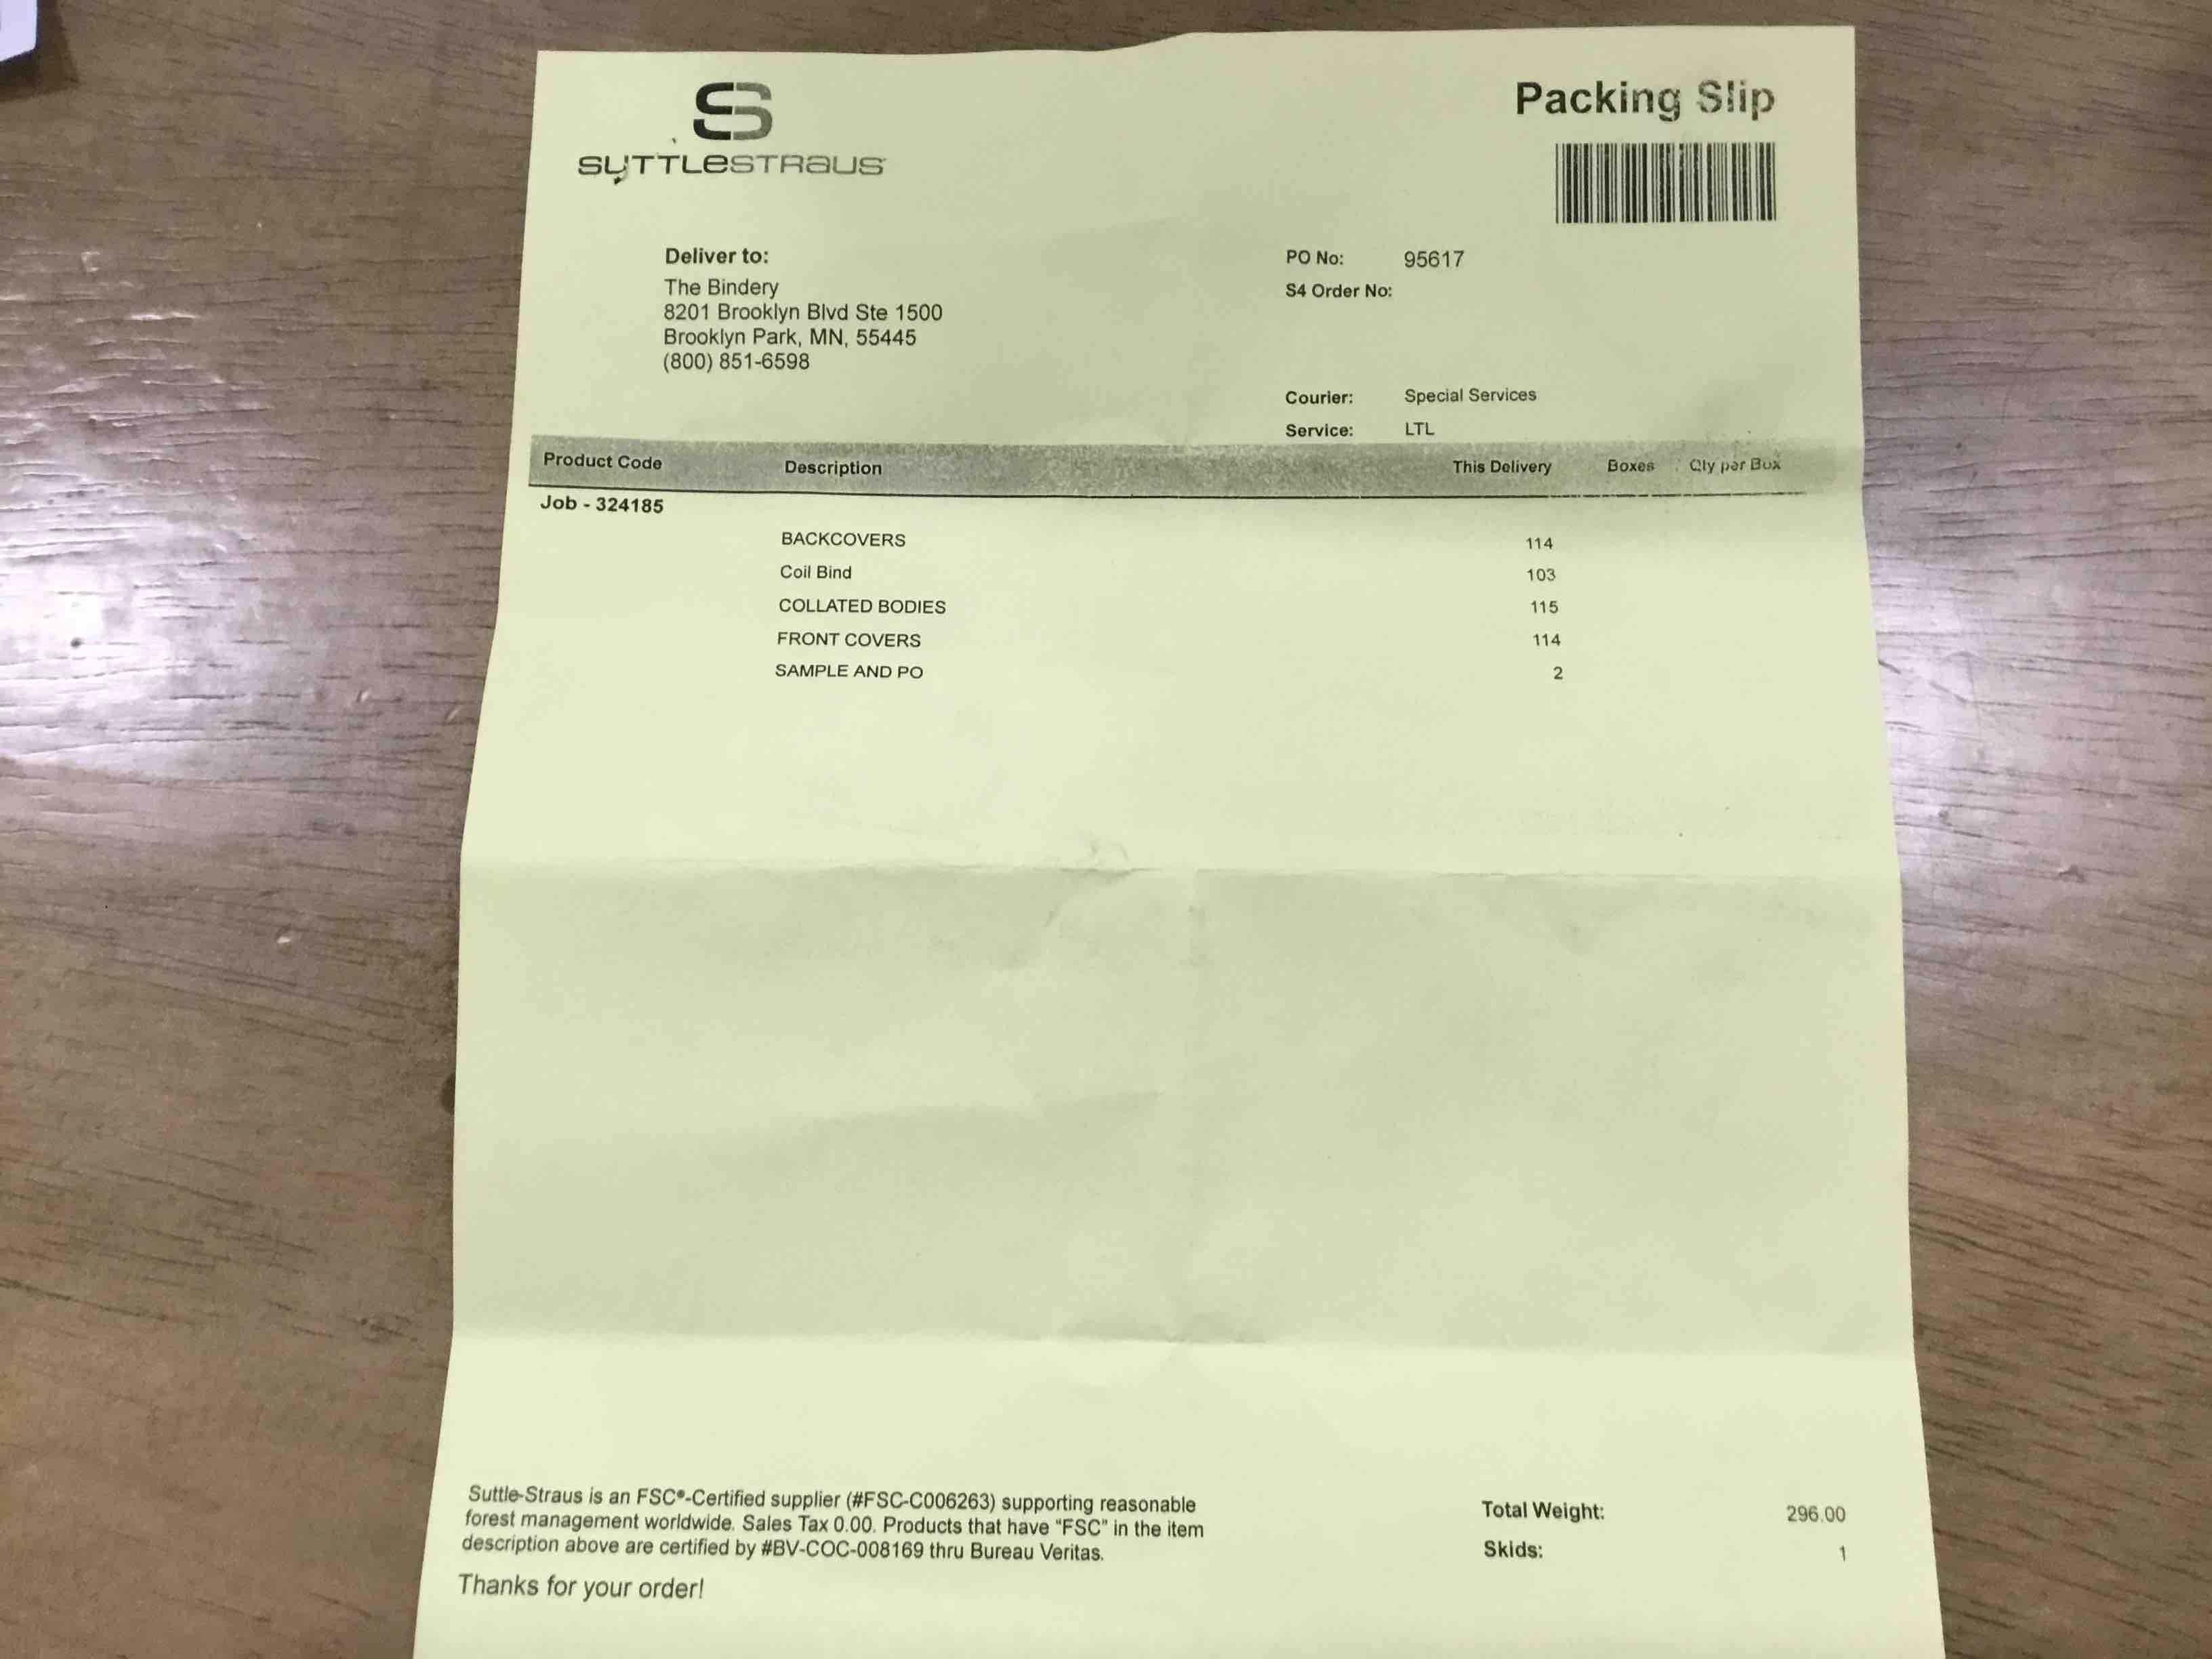 S
SUTTLESTRAUS
Packing Slip
Deliver to:
The Bindery
8201 Brooklyn Blvd Ste 1500
Brooklyn Park, MN, 55445
(800) 851-6598
PO No: 95617
S4 Order No:
Courier: Special Services
Service: LTL
Product Code Description This Delivery Boxes Qty per Box
Job - 324185
BACKCOVERS 114
Coil Bind 103
COLLATED BODIES 115
FRONT COVERS 114
SAMPLE AND PO 2
Suttle-Straus is an FSC®-Certified supplier (#FSC-C006263) supporting reasonable
forest management worldwide. Sales Tax 0.00. Products that have "FSC" in the item
description above are certified by #BV-COC-008169 thru Bureau Veritas.
Thanks for your order!
Total Weight: 296.00
Skids: 1